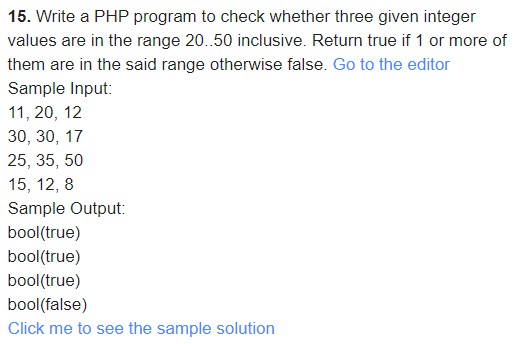 15. Write a PHP program to check whether three given integer
values are in the range 20..50 inclusive. Return true if 1 or more of
them are in the said range otherwise false. Go to the editor
Sample Input:
11, 20, 12
30, 30, 17
25, 35, 50
15, 12, 8
Sample Output:
bool(true)
bool(true)
bool(true)
bool(false)
Click me to see the sample solution